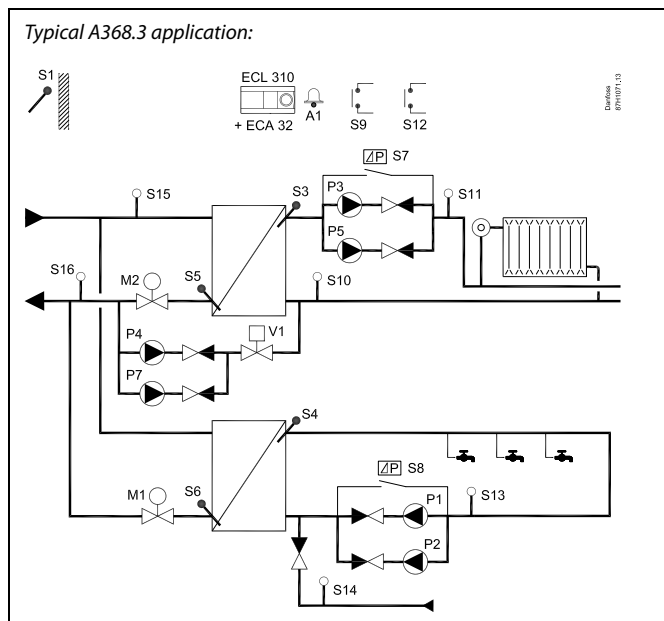 Typical A368.3 application:
S1
ECL 310
+ ECA 32
A1
S9
S12
Danfoss
87H1071.13
⊿P S7
S15
S3
P3
S11
P5
S16
M2
S5
S10
P4
V1
P7
S4
⊿P S8
M1
S6
P1
S13
P2
S14